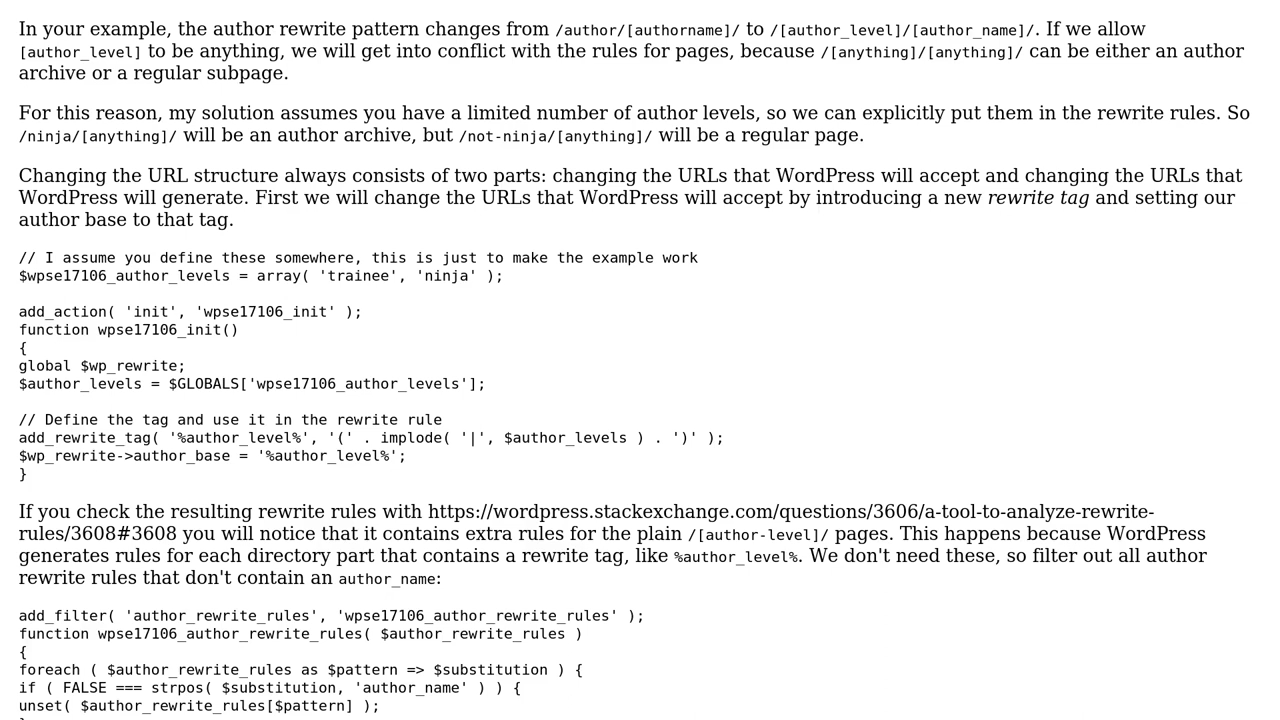 In your example, the author rewrite pattern changes from /author/[authorname]/ to /[author_level]/[author_name]/. If we allow
[author_level] to be anything, we will get into conflict with the rules for pages, because /[anything]/[anything]/ can be either an author
archive or a regular subpage.
For this reason, my solution assumes you have a limited number of author levels, so we can explicitly put them in the rewrite rules. So
/ninja/[anything]/ will be an author archive, but /not-ninja/[anything]/ will be a regular page.
Changing the URL structure always consists of two parts: changing the URLs that WordPress will accept and changing the URLs that
WordPress will generate. First we will change the URLs that WordPress will accept by introducing a new rewrite tag and setting our
author base to that tag.
// I assume you define these somewhere, this is just to make the example work
$wpse17106_author_levels = array( 'trainee', 'ninja' );
add_action( 'init', 'wpse17106_init' );
function wpse17106_init()
{
global $wp_rewrite;
$author_levels = $GLOBALS['wpse17106_author_levels'];
// Define the tag and use it in the rewrite rule
add_rewrite_tag( '%author_level%', '(' . implode( '|', $author_levels ) . ')' );
$wp_rewrite->author_base = '%author_level%';
}
If you check the resulting rewrite rules with https://wordpress.stackexchange.com/questions/3606/a-tool-to-analyze-rewrite-
rules/3608#3608 you will notice that it contains extra rules for the plain /[author-level]/ pages. This happens because WordPress
generates rules for each directory part that contains a rewrite tag, like %author_level%. We don't need these, so filter out all author
rewrite rules that don't contain an author_name:
add_filter( 'author_rewrite_rules', 'wpse17106_author_rewrite_rules' );
function wpse17106_author_rewrite_rules( $author_rewrite_rules )
{
foreach ( $author_rewrite_rules as $pattern => $substitution ) {
if ( FALSE === strpos( $substitution, 'author_name' ) ) {
unset( $author_rewrite_rules[$pattern] );